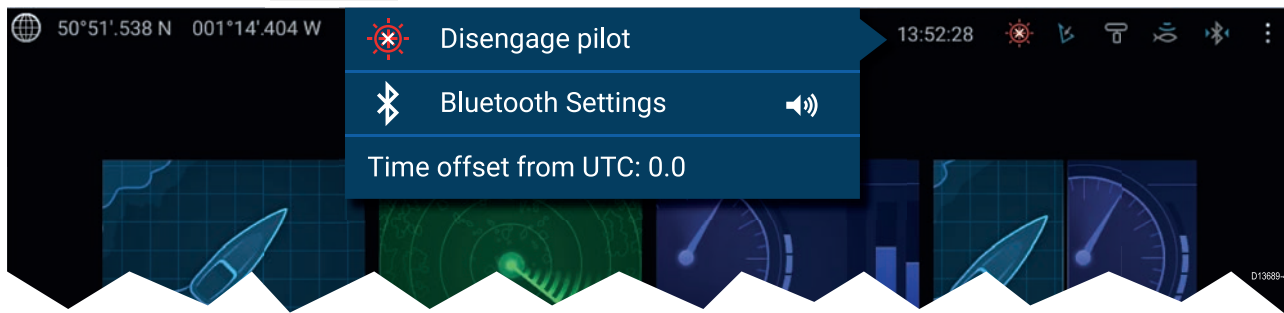 50°51'.538 N 001°14'.404 W
Disengage pilot
13:52:28
Bluetooth Settings
Time offset from UTC: 0.0